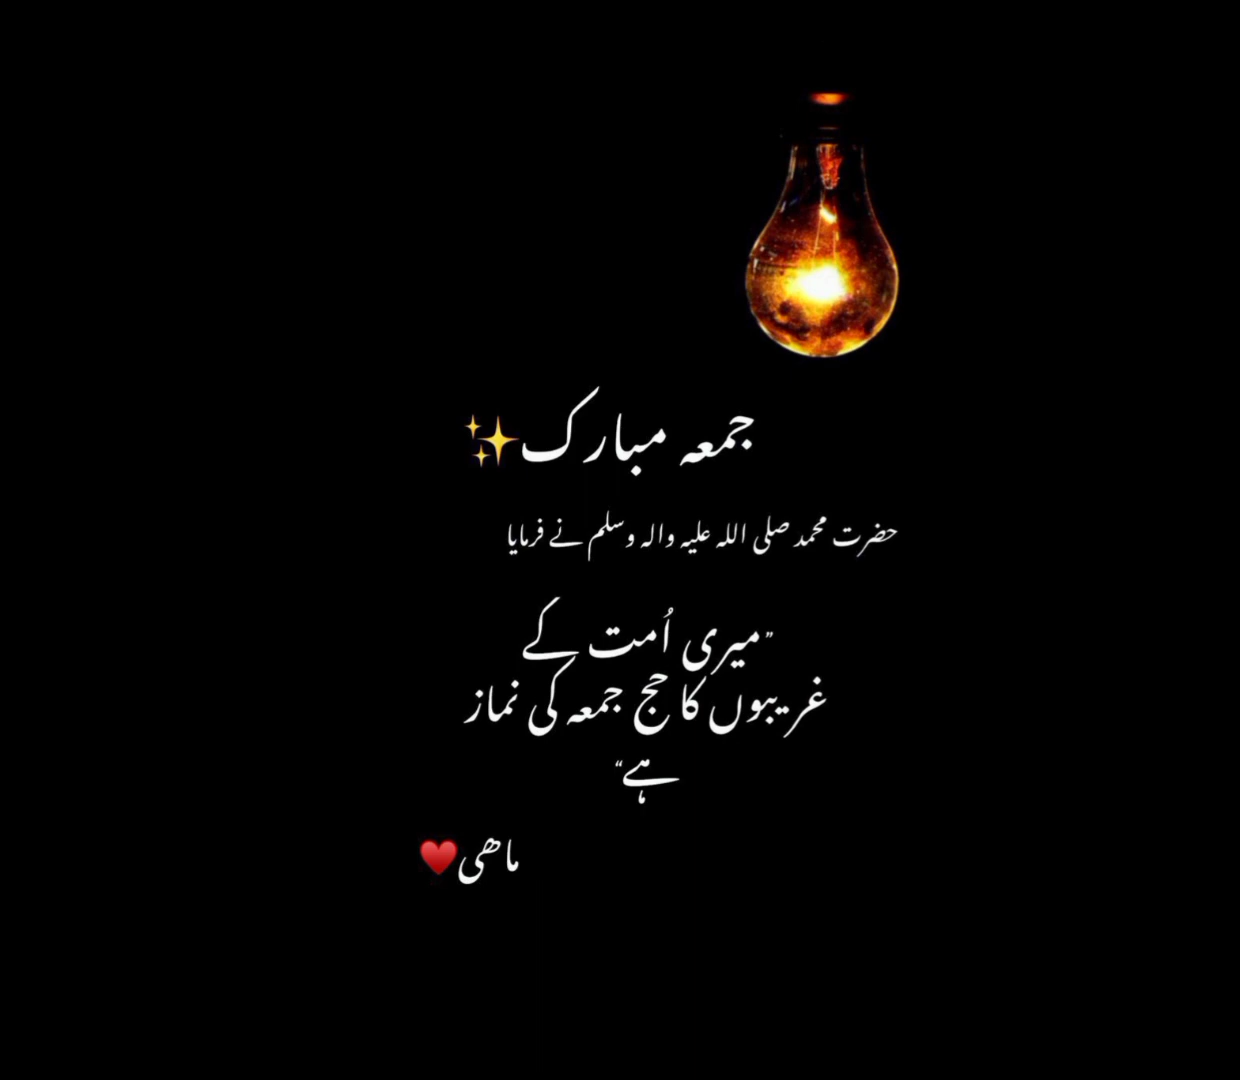 جمعہ مبارک✨
حضرت محمد صلی اللہ علیہ والہ وسلم نے فرمایا
”میری اُمت کے
غریبوں کا حج جمعہ کی نماز
ہے“
ماھی♥️